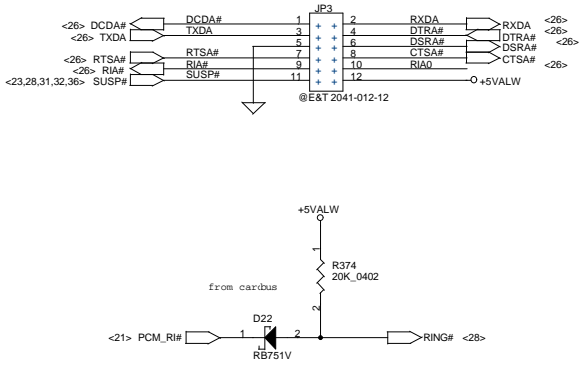 JP3
<26> DCDA# DCDA# 1 2 RXDA RXDA <26>
<26> TXDA TXDA 3 4 DTRA# DTRA# <26>
5 6 DSRA# DSRA# <26>
<26> RTSA# RTSA# 7 8 CTSA# CTSA# <26>
<26> RIA# RIA# 9 10 RIA0
<23,28,31,32,36> SUSP# SUSP# 11 12 +5VALW
@E&T 2041-012-12
+5VALW
1
R374
20K_0402
from cardbus
2
D22
<21> PCM_RI# 1 2 RING# <28>
RB751V